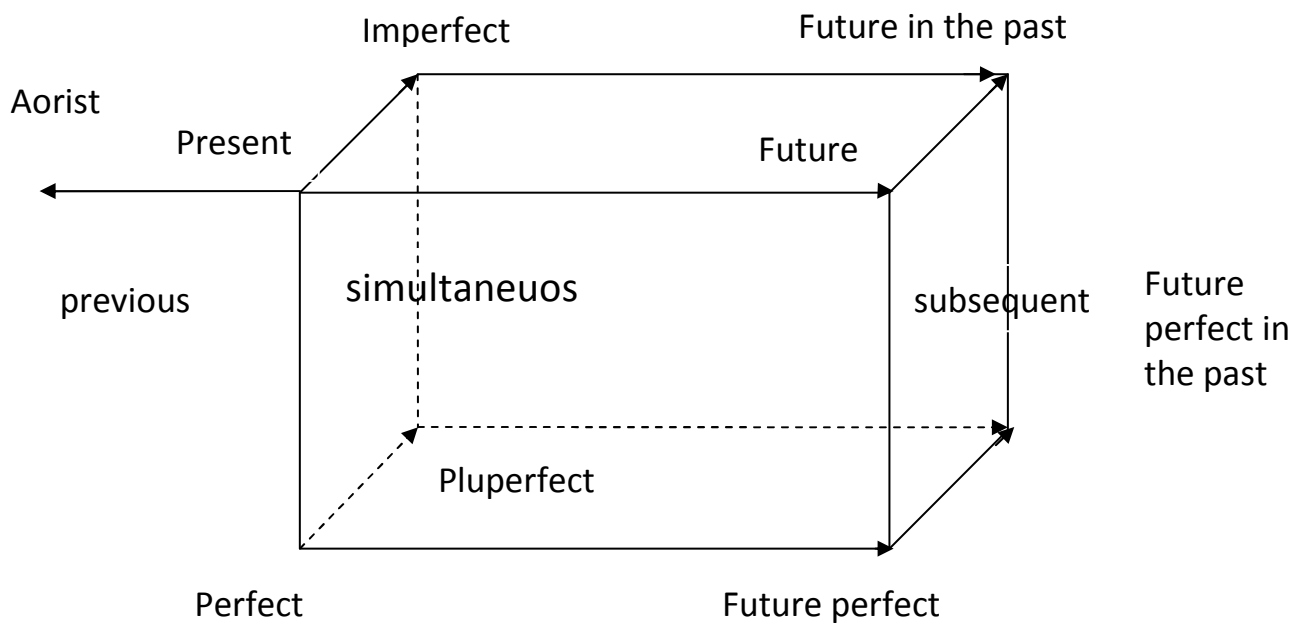 Imperfect
Future in the past
Aorist
Present
Future
previous
simultaneuos
subsequent
Future
perfect in
the past
Pluperfect
Perfect
Future perfect